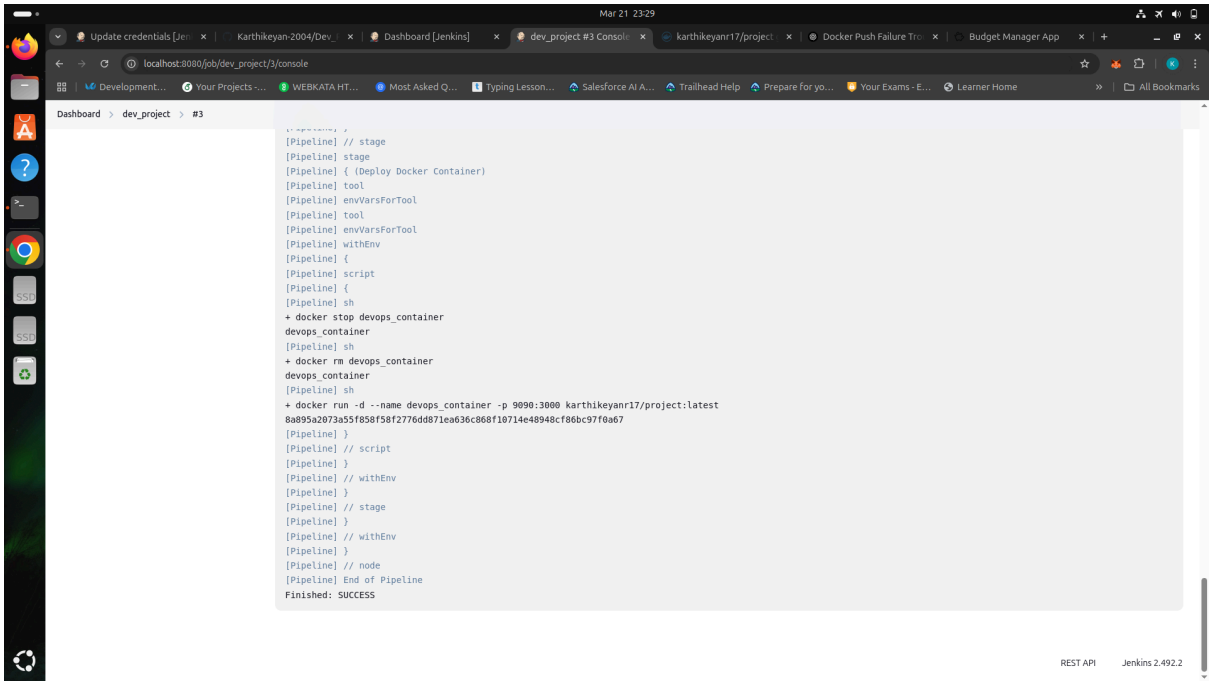 Mar 21 23:29
Update credentials [Jen
Karthikeyan-2004/Dev_
Dashboard [Jenkins]
dev_project #3 Console
karthikeyanr17/project
Docker Push Failure Tro
Budget Manager App
localhost:8080/job/dev_project/3/console
Development...
Your Projects -...
WEBKATA HT...
Most Asked Q...
Typing Lesson...
Salesforce AI A...
Trailhead Help
Prepare for yo...
Your Exams - E...
Learner Home
All Bookmarks
Dashboard > dev_project > #3
[Pipeline] }
[Pipeline] // stage
[Pipeline] stage
[Pipeline] { (Deploy Docker Container)
[Pipeline] tool
[Pipeline] envVarsForTool
[Pipeline] tool
[Pipeline] envVarsForTool
[Pipeline] withEnv
[Pipeline] {
[Pipeline] script
[Pipeline] {
[Pipeline] sh
+ docker stop devops_container
devops_container
[Pipeline] sh
+ docker rm devops_container
devops_container
[Pipeline] sh
+ docker run -d --name devops_container -p 9090:3000 karthikeyanr17/project:latest
8a895a2073a55f858f58f2776dd871ea636c868f10714e48948cf86bc97f0a67
[Pipeline] }
[Pipeline] // script
[Pipeline] }
[Pipeline] // withEnv
[Pipeline] }
[Pipeline] // stage
[Pipeline] }
[Pipeline] // withEnv
[Pipeline] }
[Pipeline] // node
[Pipeline] End of Pipeline
Finished: SUCCESS
SSD
SSD
REST API
Jenkins 2.492.2